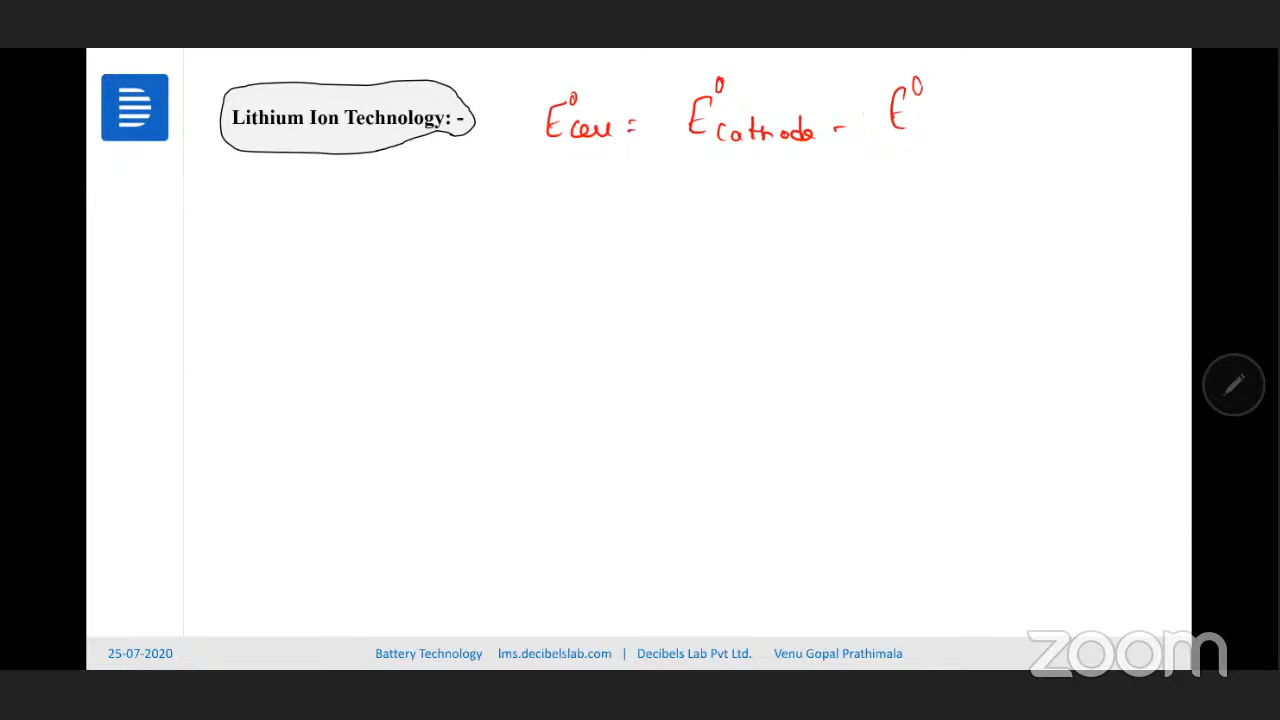 Lithium Ion Technology: -
E⁰cell = E⁰cathode - E⁰
25-07-2020 Battery Technology lms.decibelslab.com | Decibels Lab Pvt Ltd. Venu Gopal Prathimala
zoom